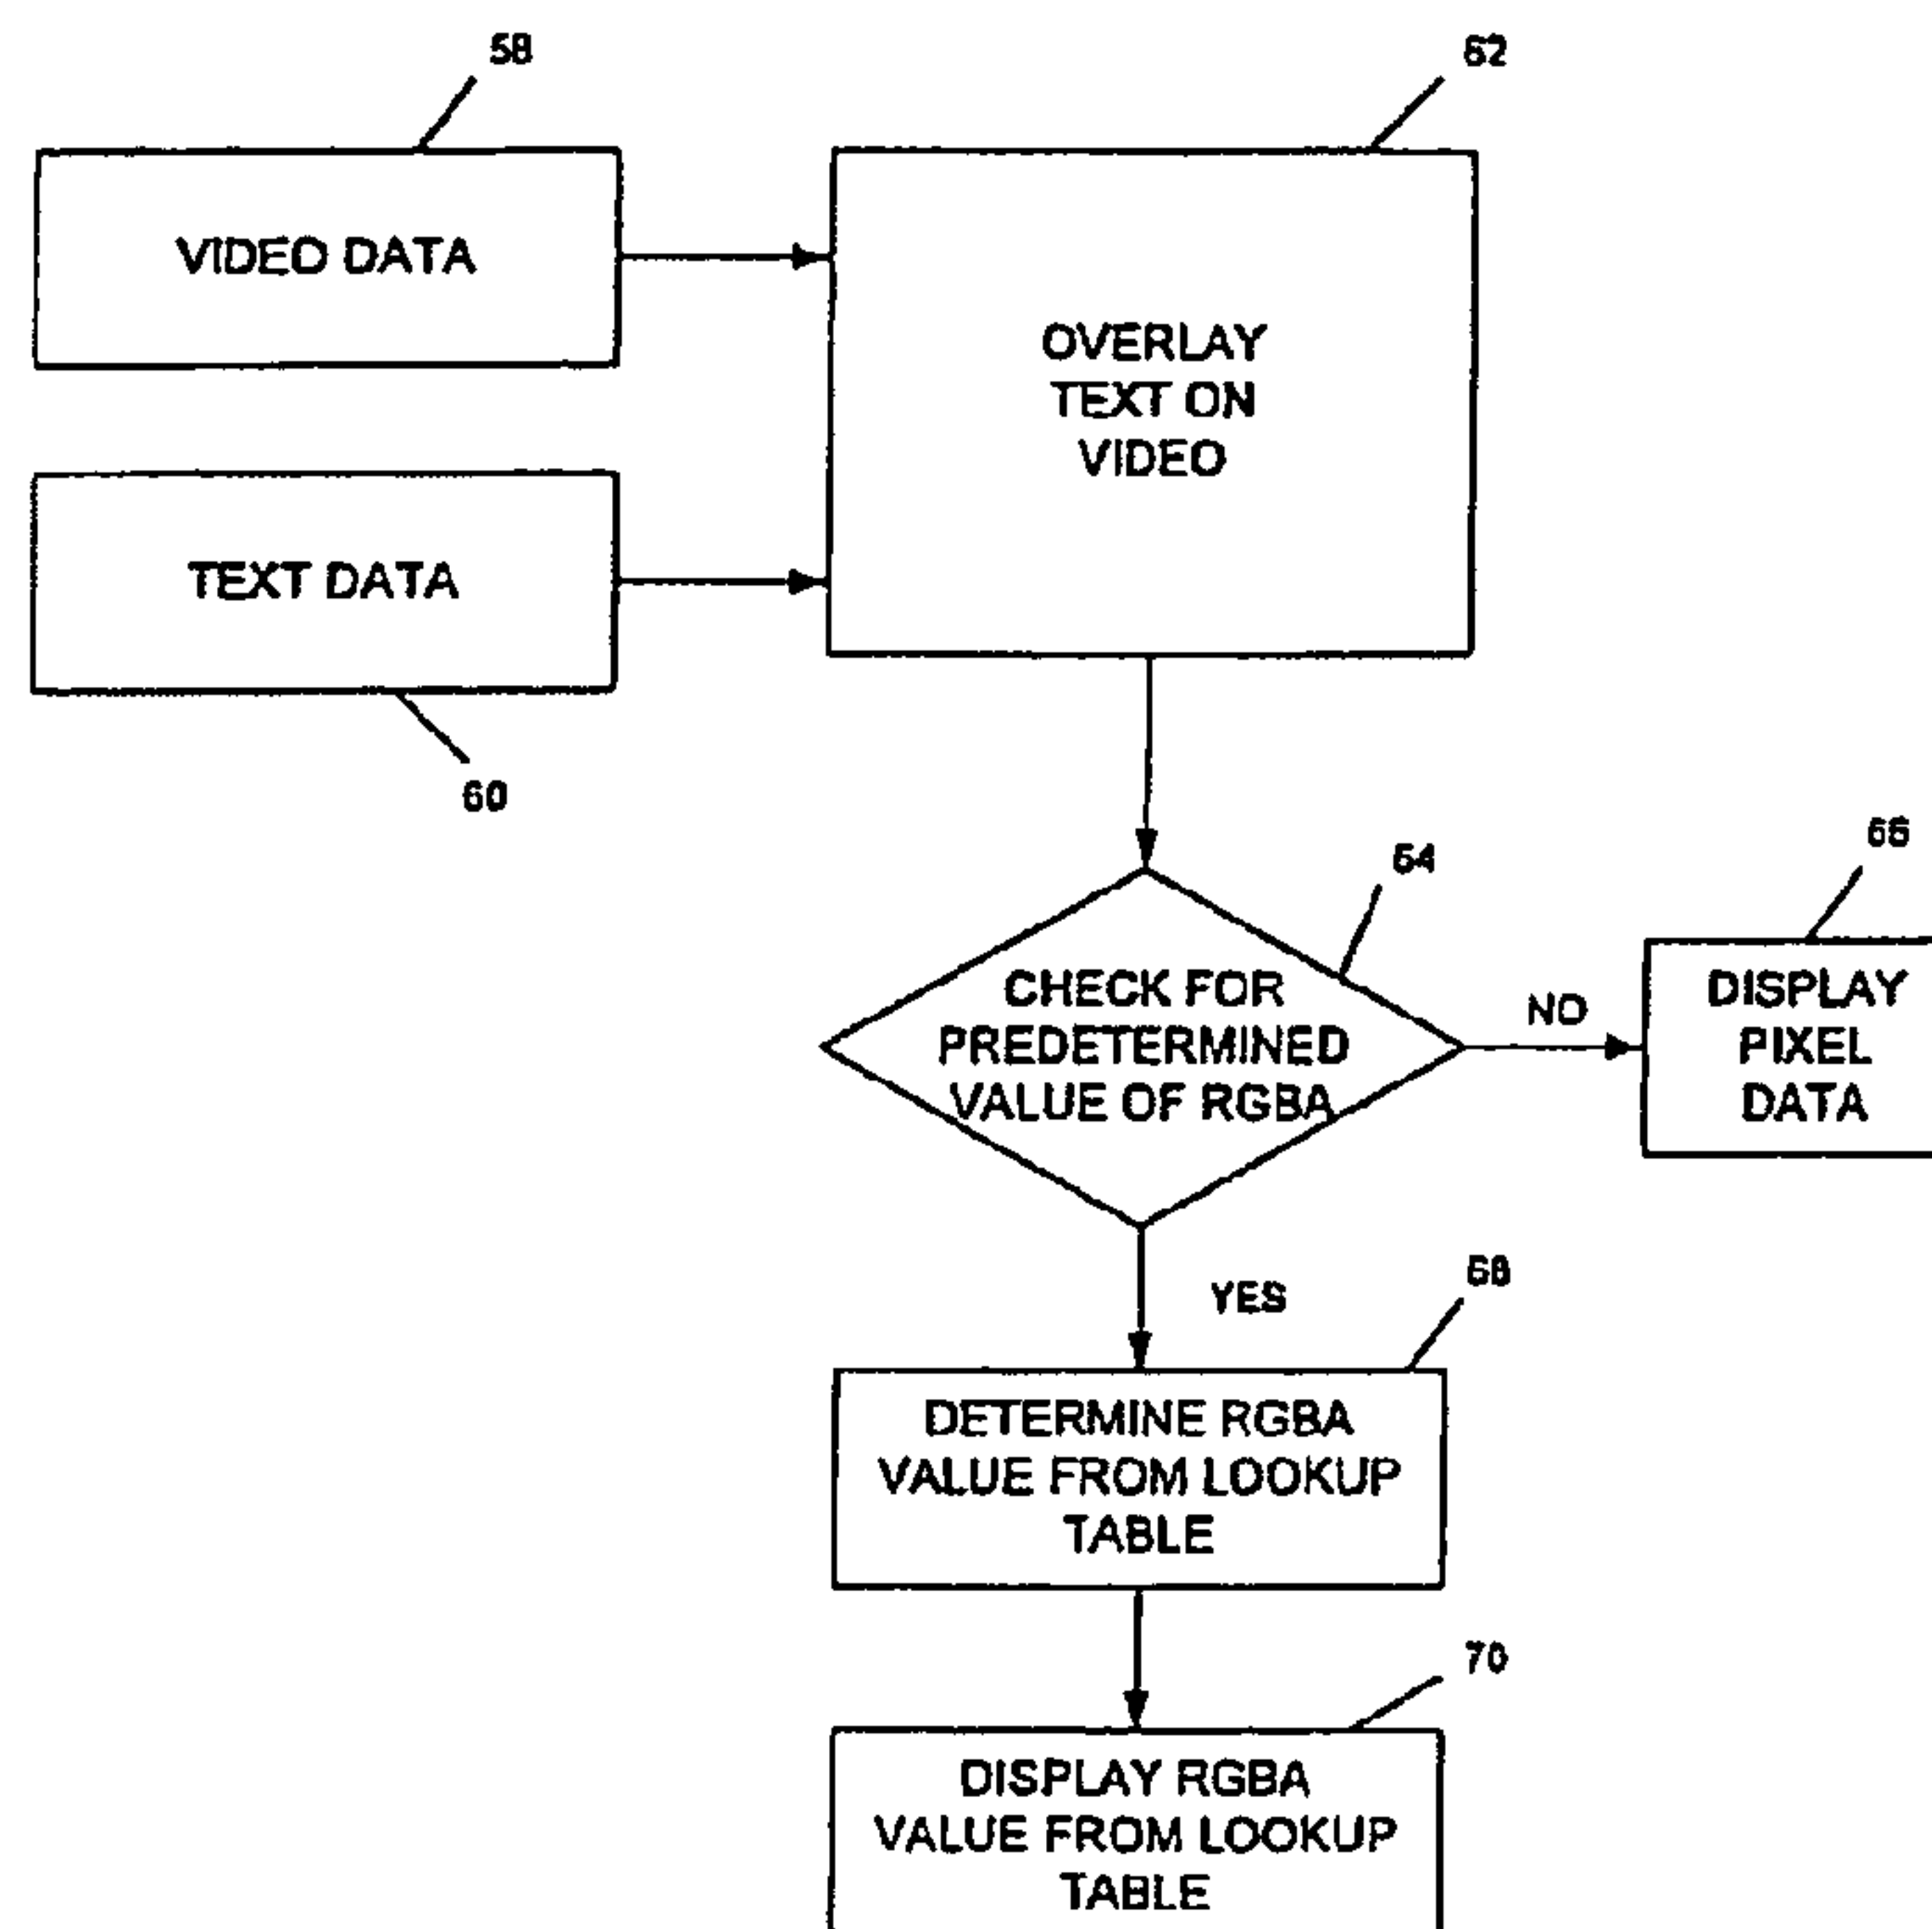 58
62
VIDEO DATA
OVERLAY
TEXT ON
VIDEO
TEXT DATA
60
64
66
CHECK FOR
PREDETERMINED
VALUE OF RGBA
NO
DISPLAY
PIXEL
DATA
YES
68
DETERMINE RGBA
VALUE FROM LOOKUP
TABLE
70
DISPLAY RGBA
VALUE FROM LOOKUP
TABLE